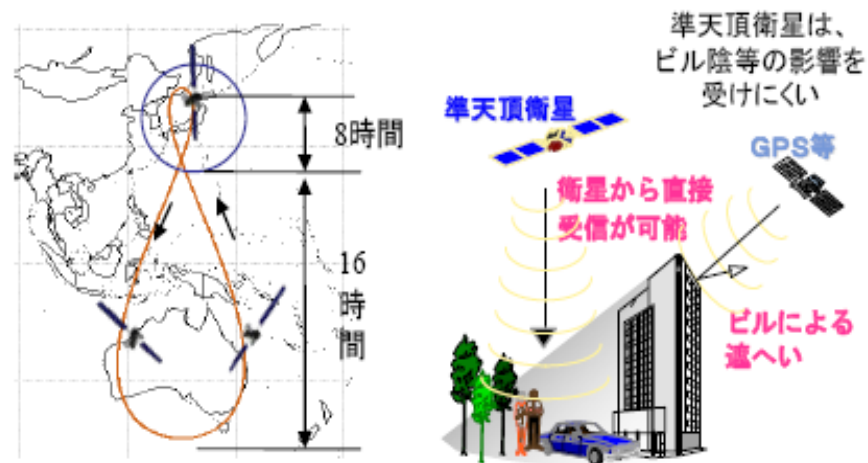 8時間
16
時
間
準天頂衛星は、
ビル陰等の影響を
受けにくい
準天頂衛星
GPS等
衛星から直接
受信が可能
ビルによる
遮へい